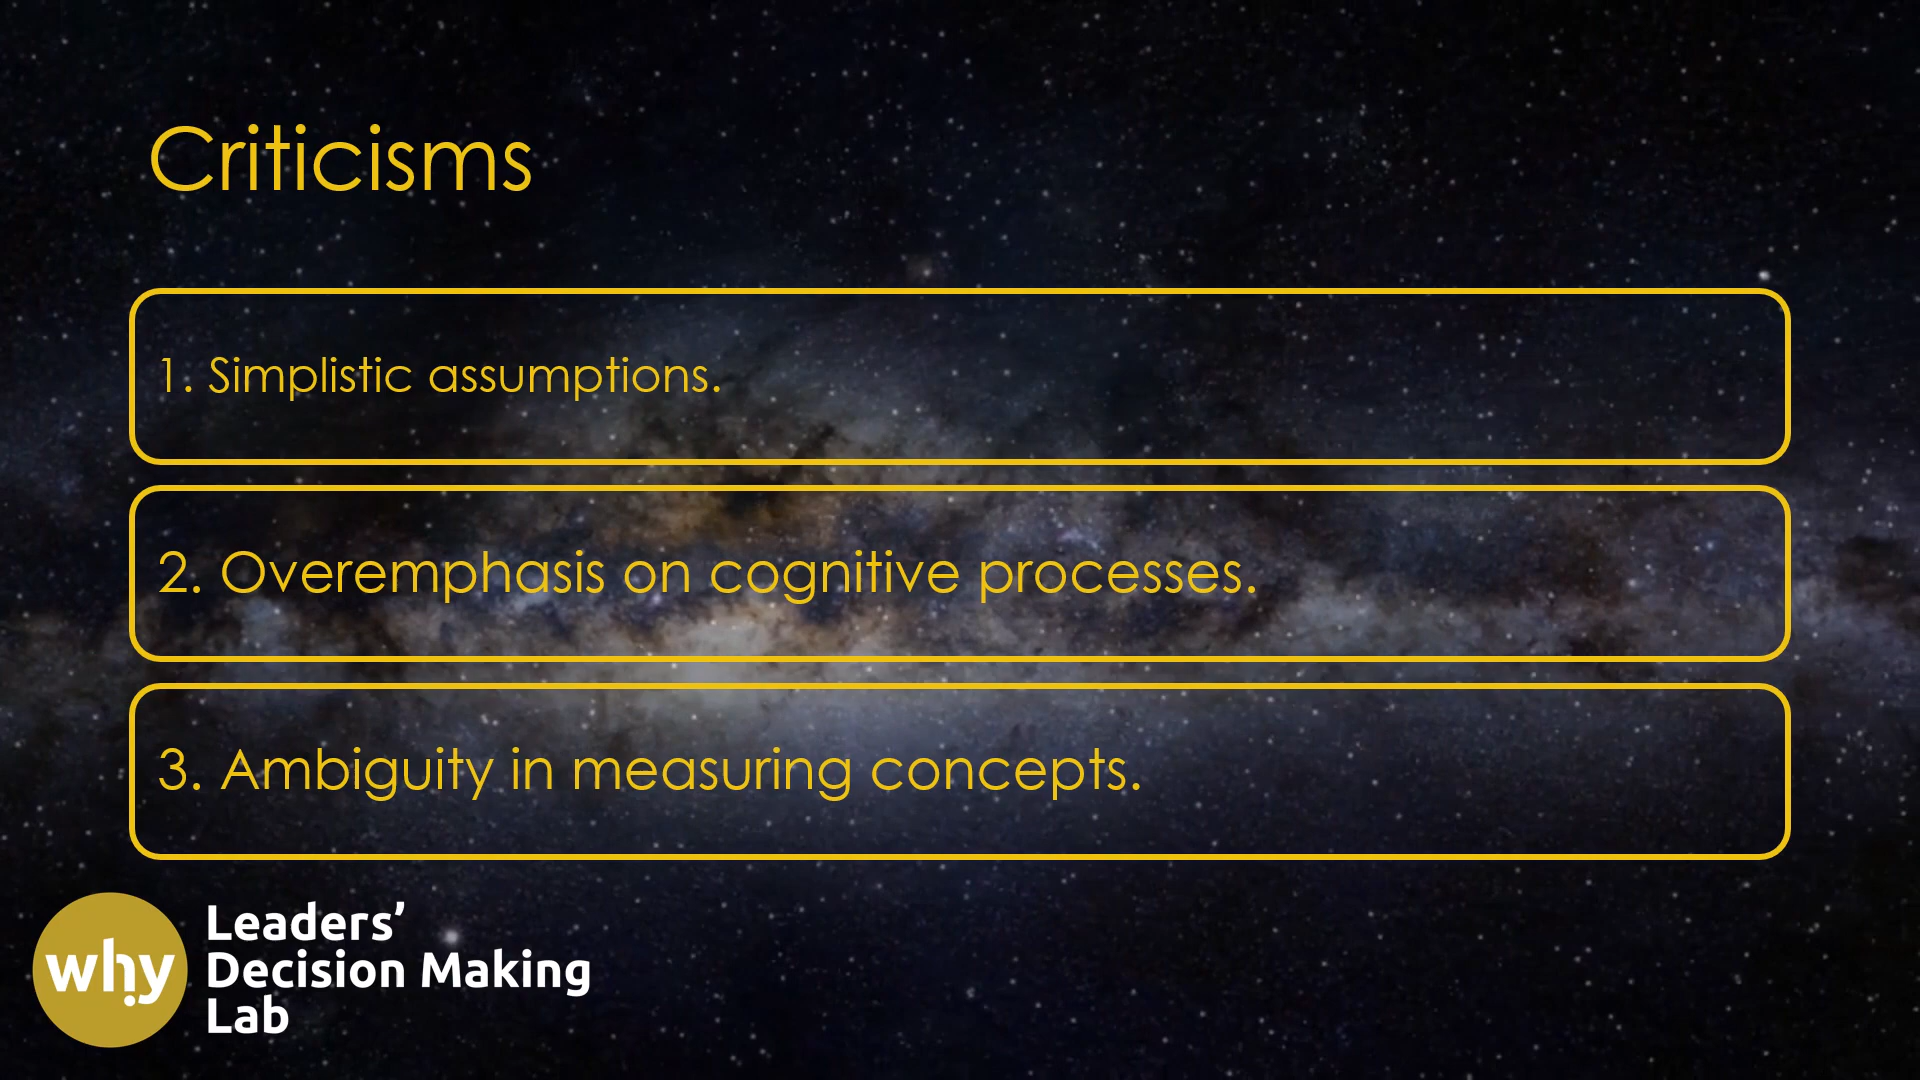 Criticisms
1. Simplistic assumptions.
2. Overemphasis on cognitive processes.
3. Ambiguity in measuring concepts.
why
Leaders’
Decision Making
Lab